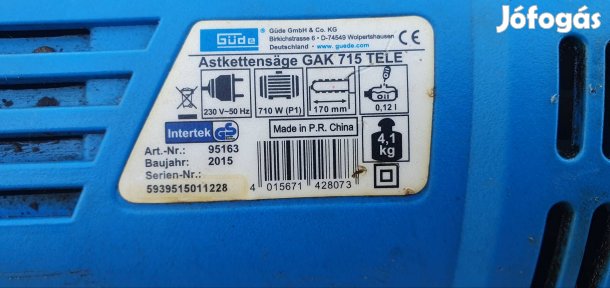 Jófogás
Güde
Güde GmbH & Co. KG
Birkichstrasse 6 • D-74549 Wolpertshausen
Deutschland • www.guede.com
CE
Astkettensäge GAK 715 TELE
230 V~50 Hz
710 W (P1)
170 mm
Oil
0,12 l
Intertek
GS
Made in P.R. China
4,1
kg
Art.-Nr.: 95163
Baujahr: 2015
Serien-Nr.:
5939515011228
4 015671 428073